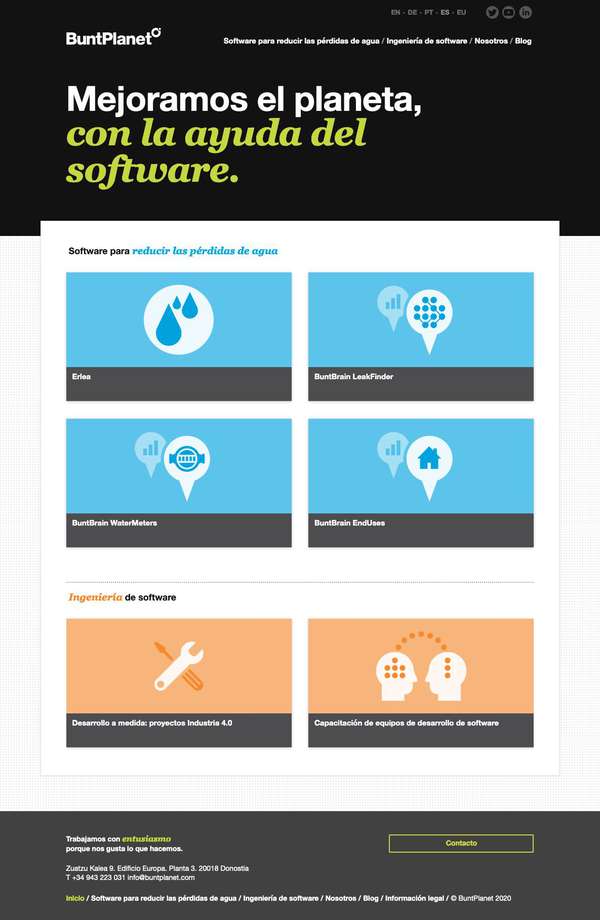 EN - DE - PT - ES - EU
BuntPlanet
Software para reducir las pérdidas de agua / Ingeniería de software / Nosotros / Blog
Mejoramos el planeta,
con la ayuda del
software.
Software para reducir las pérdidas de agua
Erlea
BuntBrain LeakFinder
BuntBrain WaterMeters
BuntBrain EndUses
Ingeniería de software
Desarrollo a medida: proyectos Industria 4.0
Capacitación de equipos de desarrollo de software
Trabajamos con entusiasmo
porque nos gusta lo que hacemos.
Contacto
Zuatzu Kalea 9. Edificio Europa. Planta 3. 20018 Donostia
T +34 943 223 031 info@buntplanet.com
Inicio / Software para reducir las pérdidas de agua / Ingeniería de software / Nosotros / Blog / Información legal / © BuntPlanet 2020